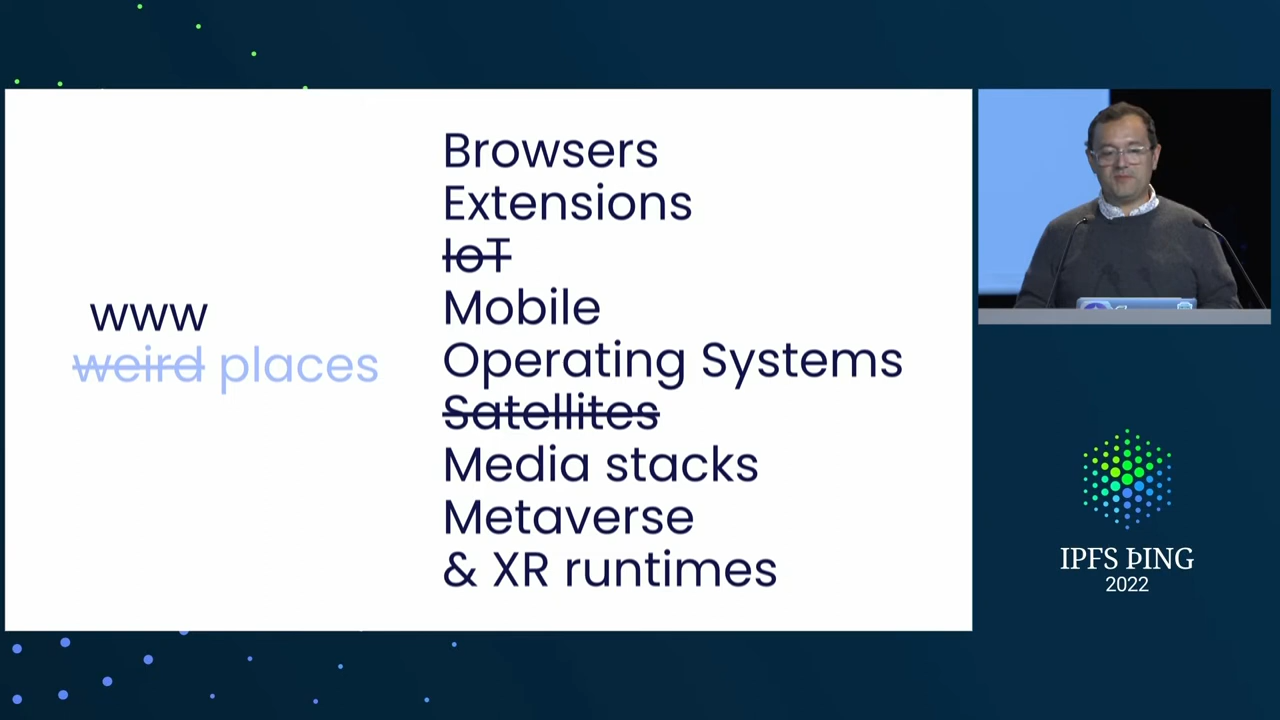 www
weird places
Browsers
Extensions
IoT
Mobile
Operating Systems
Satellites
Media stacks
Metaverse
& XR runtimes
IPFS ÞING
2022